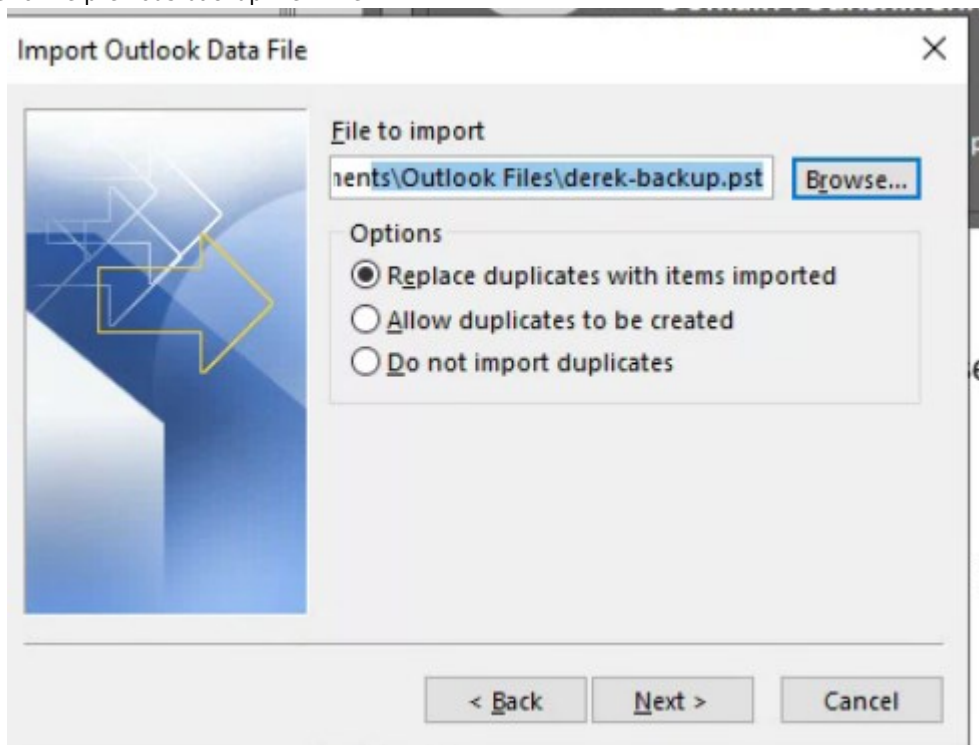 Import Outlook Data File
File to import
ents\Outlook Files\derek-backup.pst
Browse...
Options
Replace duplicates with items imported
Allow duplicates to be created
Do not import duplicates
< Back
Next >
Cancel